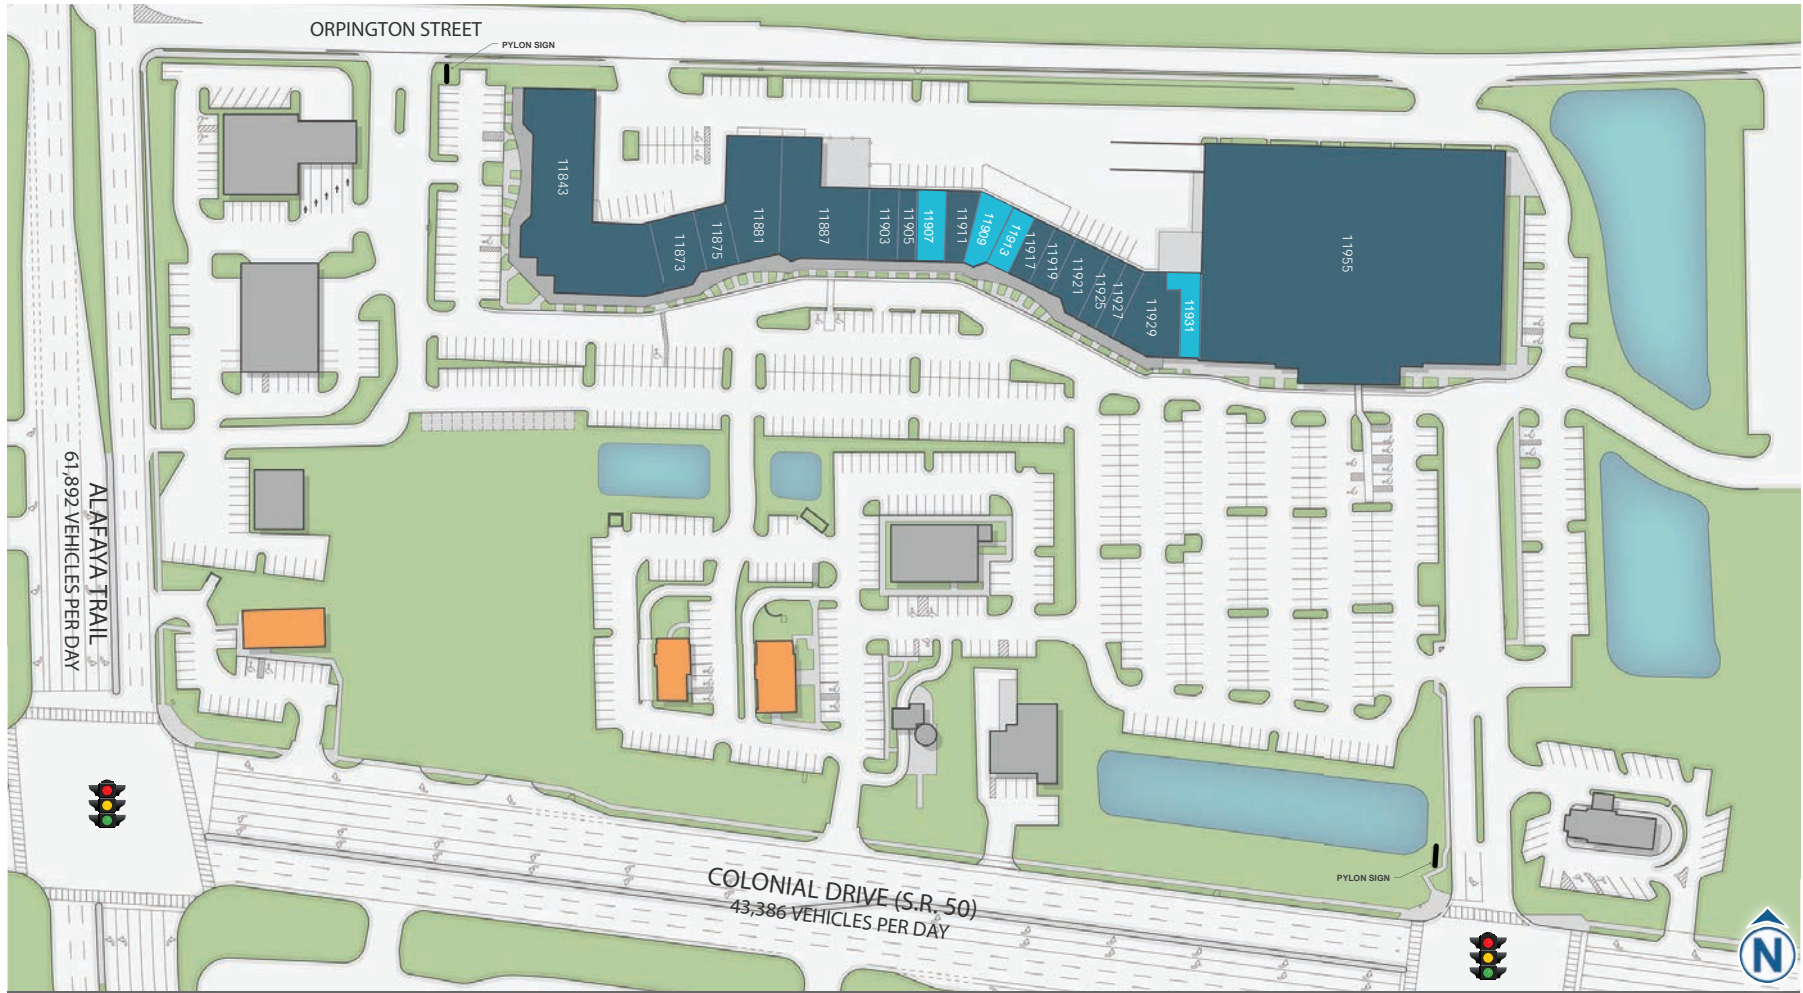 ORPINGTON STREET
PYLON SIGN
11843
11873
11875
11881
11887
11903
11905
11907
11911
11909
11913
11917
11919
11921
11925
11927
11929
11931
11955
ALAFAYA TRAIL
61,892 VEHICLES PER DAY
COLONIAL DRIVE (S.R. 50)
43,386 VEHICLES PER DAY
PYLON SIGN
N